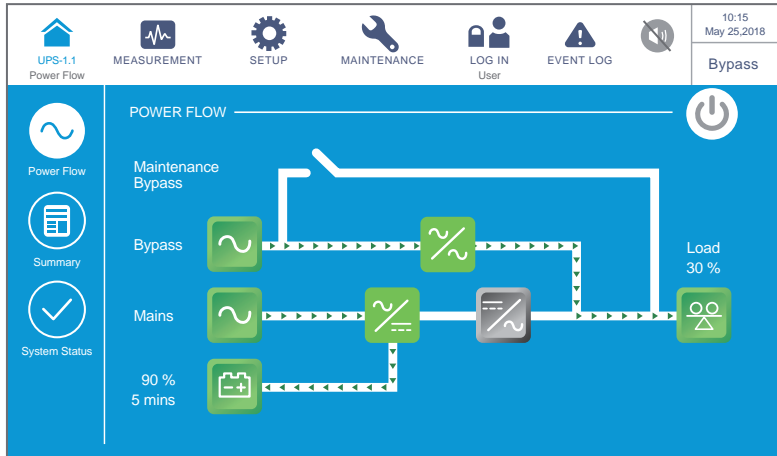 UPS-1.1
Power Flow
MEASUREMENT
SETUP
MAINTENANCE
LOG IN
User
EVENT LOG
10:15
May 25,2018
Bypass
Power Flow
Summary
System Status
POWER FLOW
Maintenance
Bypass
Bypass
Load
30 %
Mains
90 %
5 mins